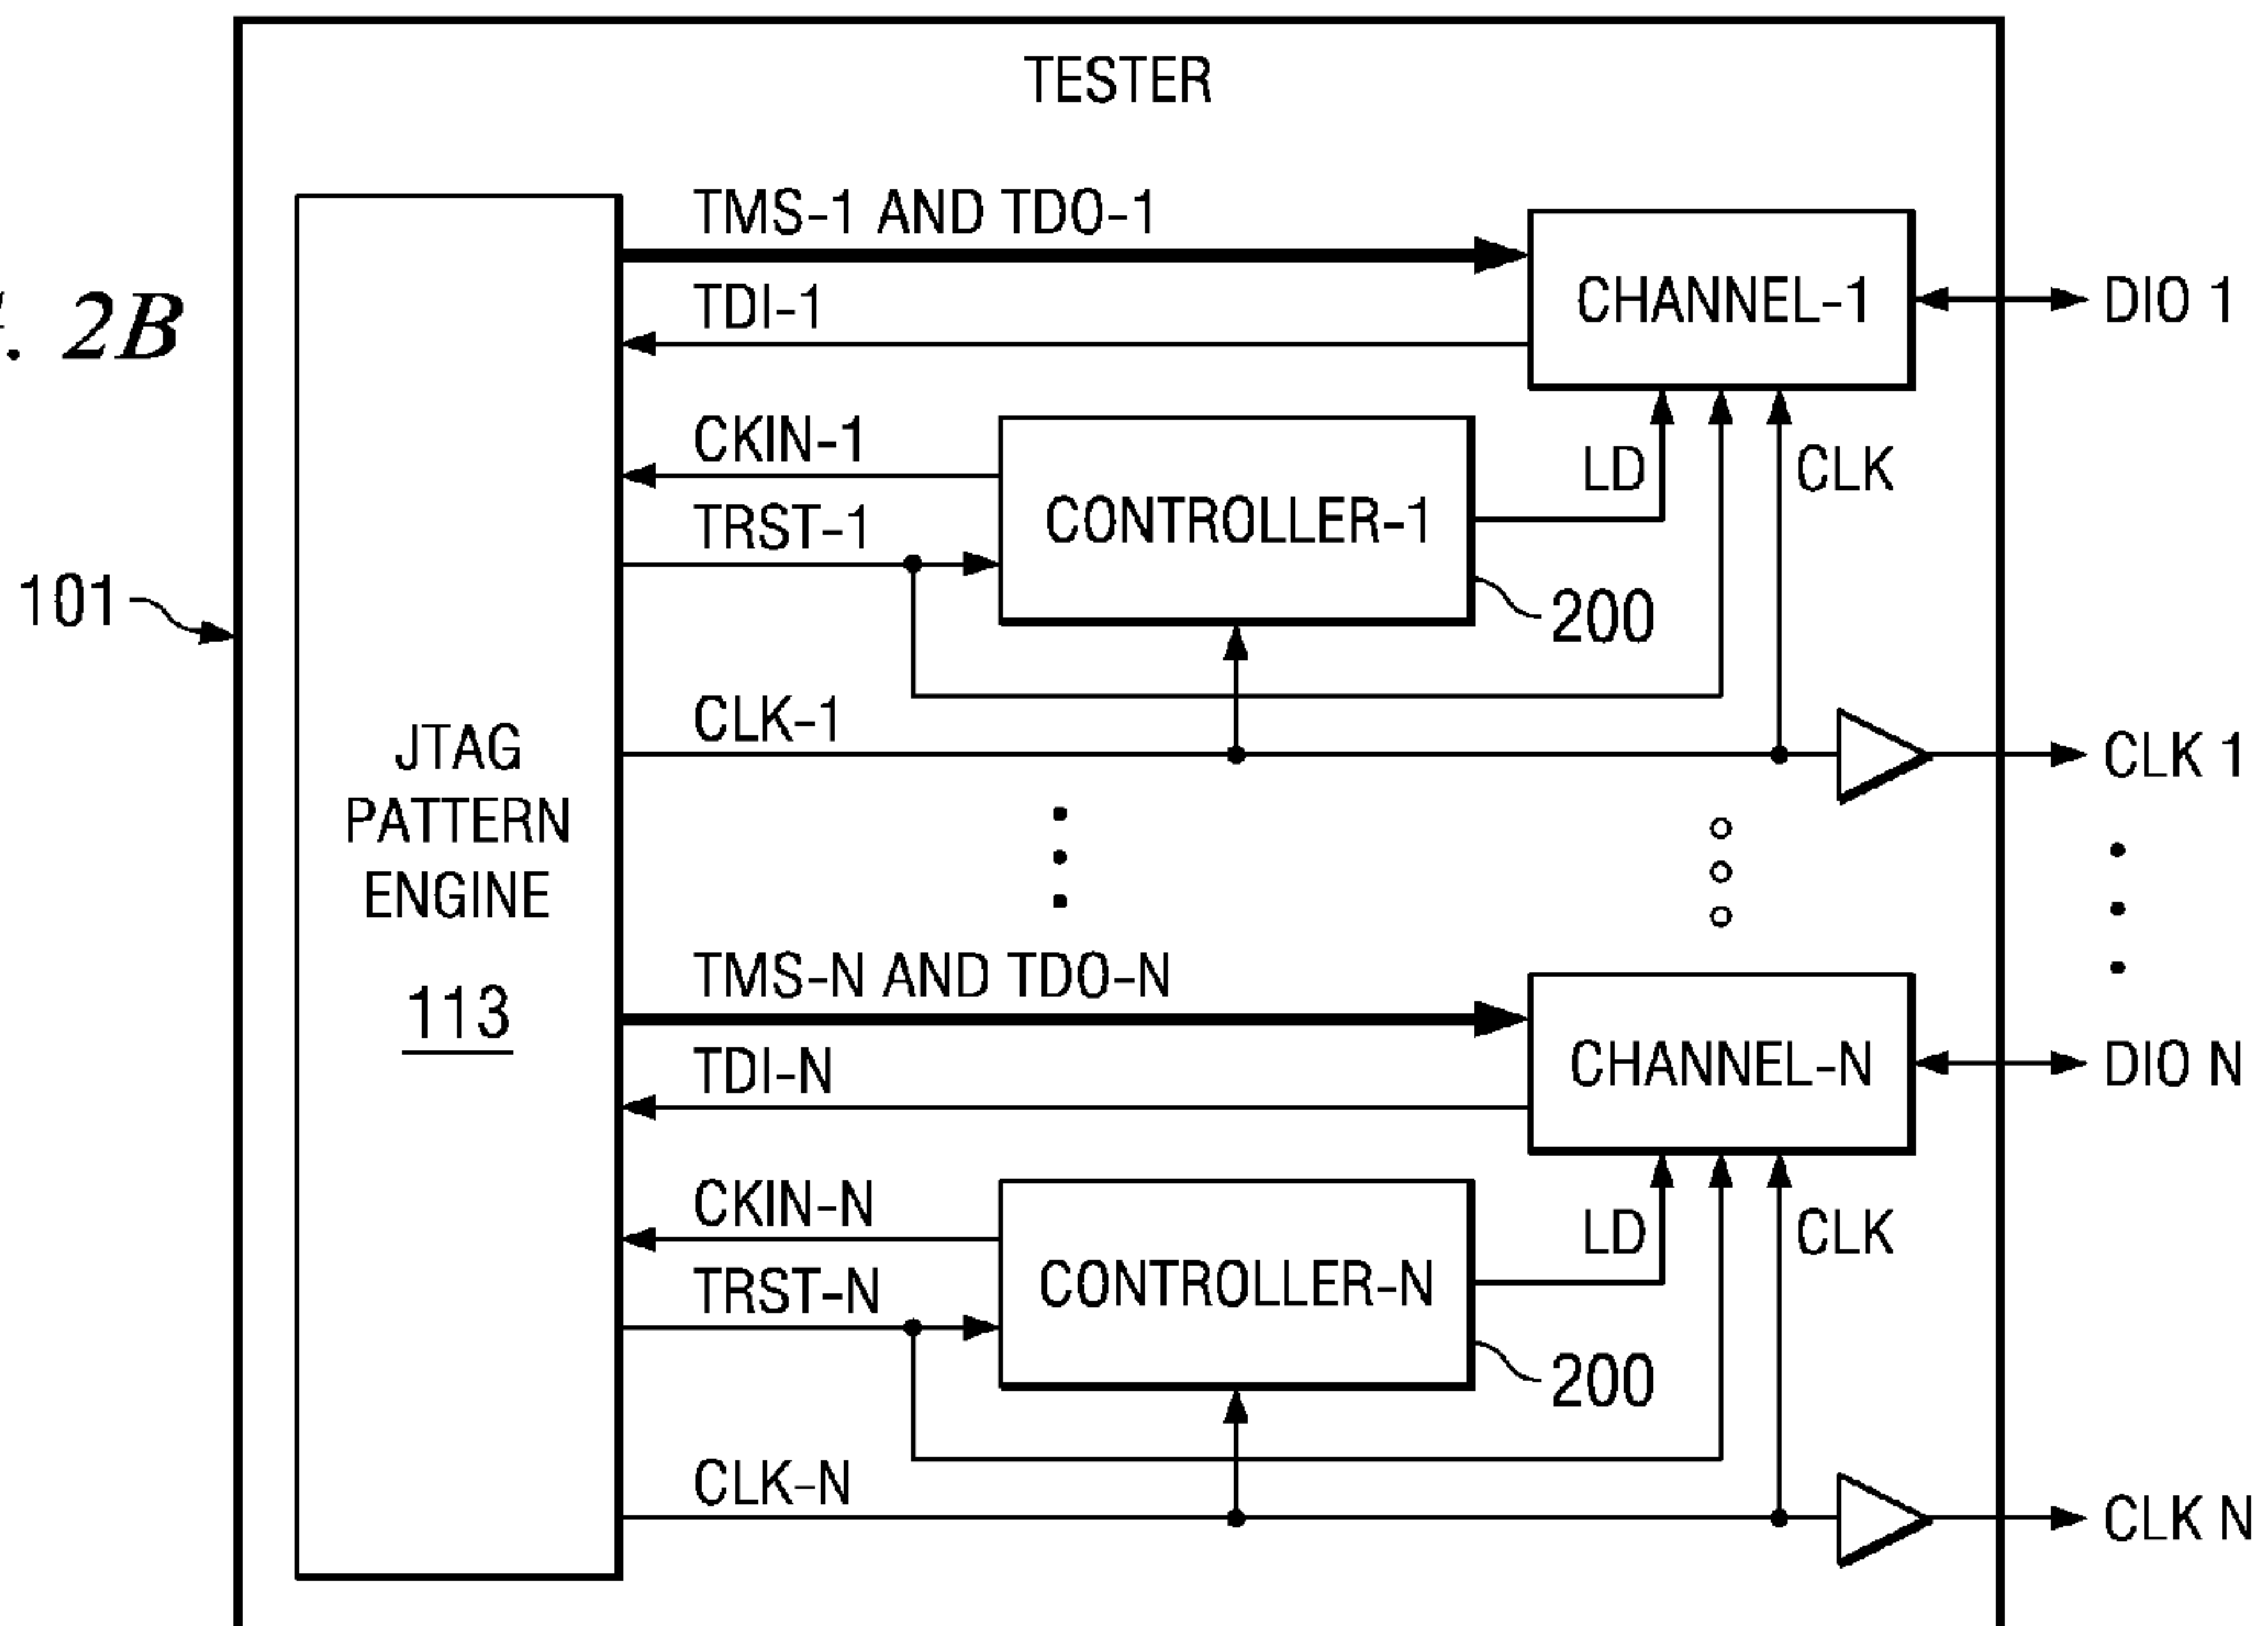 TESTER
TMS-1 AND TDO-1
TDI-1
CHANNEL-1
DIO 1
2B
CKIN-1
LD
CLK
TRST-1
CONTROLLER-1
101
200
CLK-1
CLK 1
JTAG
PATTERN
ENGINE
113
TMS-N AND TDO-N
TDI-N
CHANNEL-N
DIO N
CKIN-N
LD
CLK
TRST-N
CONTROLLER-N
200
CLK-N
CLK N